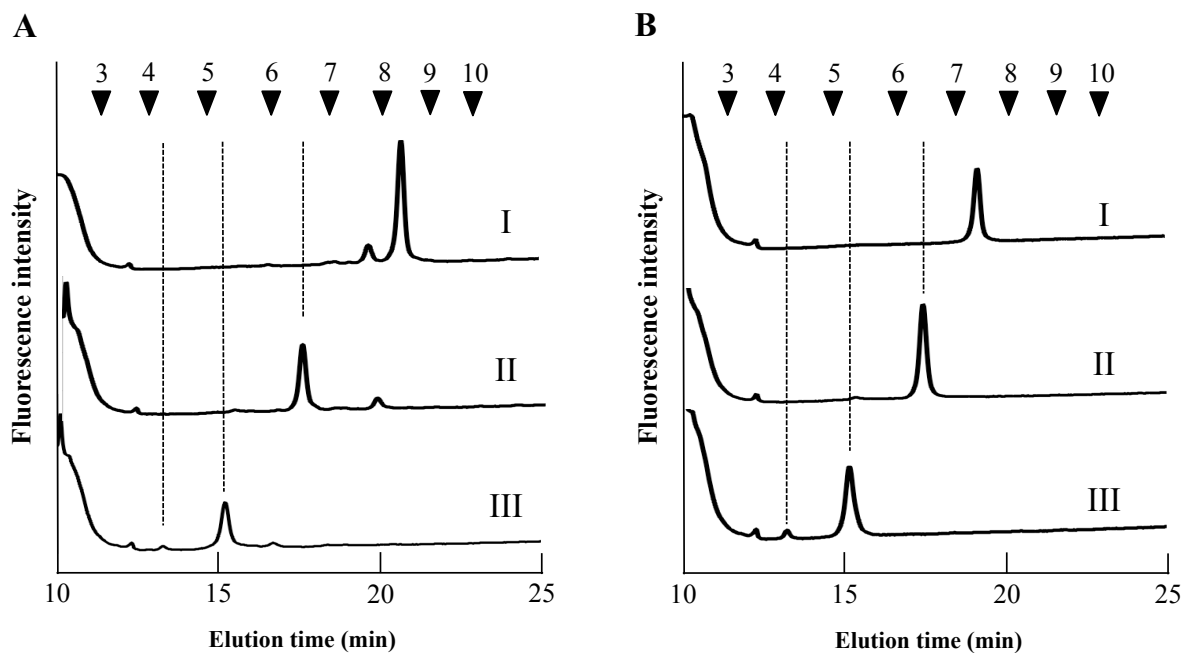 A
3 4 5 6 7 8 9 10
Fluorescence intensity
I
II
III
10 15 20 25
Elution time (min)
B
3 4 5 6 7 8 9 10
Fluorescence intensity
I
II
III
10 15 20 25
Elution time (min)